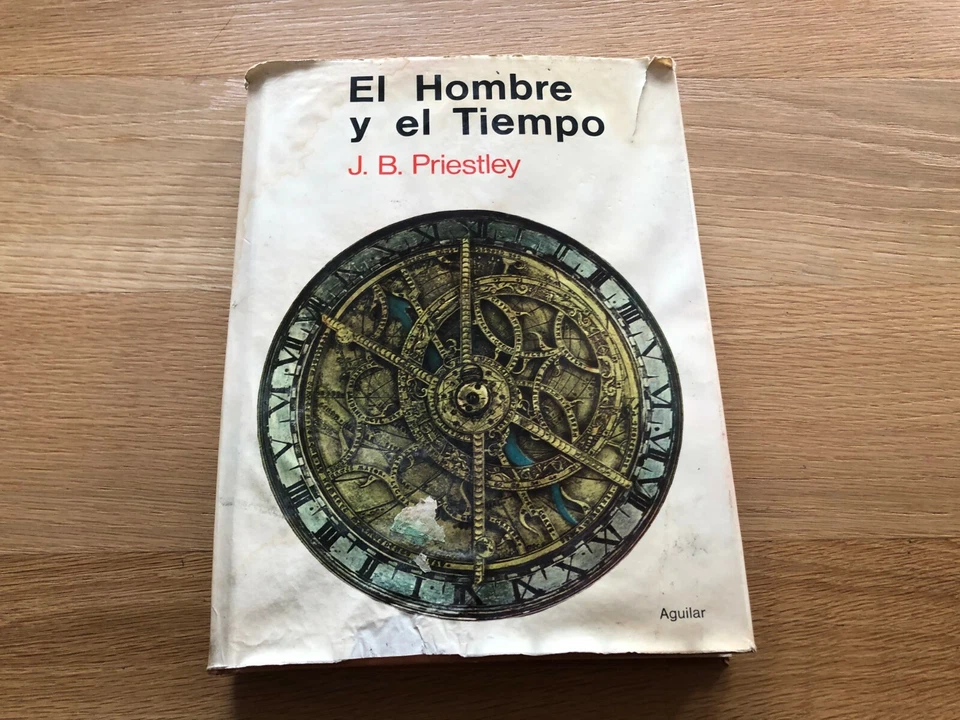 El Hombre
y el Tiempo
J. B. Priestley
Aguilar